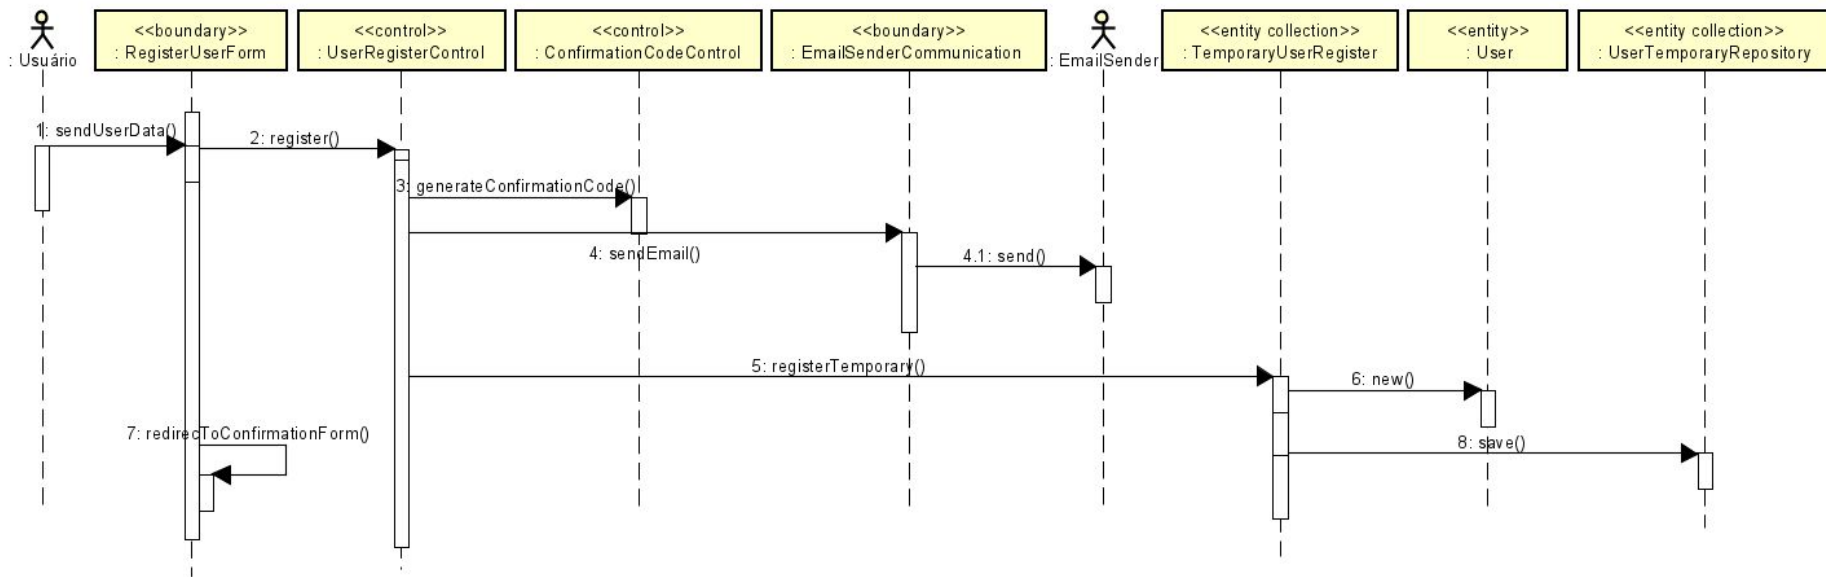 : Usuário
<<boundary>>
: RegisterUserForm
<<control>>
: UserRegisterControl
<<control>>
: ConfirmationCodeControl
<<boundary>>
: EmailSenderCommunication
: EmailSender
<<entity collection>>
: TemporaryUserRegister
<<entity>>
: User
<<entity collection>>
: UserTemporaryRepository
1: sendUserData()
2: register()
3: generateConfirmationCode()
4: sendEmail()
4.1: send()
5: registerTemporary()
6: new()
7: redirecToConfirmationForm()
8: save()